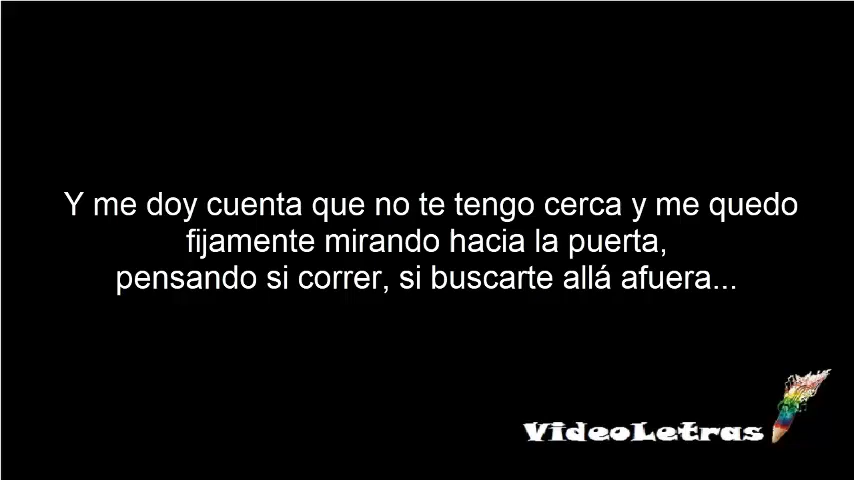 Y me doy cuenta que no te tengo cerca y me quedo
fijamente mirando hacia la puerta,
pensando si correr, si buscarte allá afuera...
VideoLetras